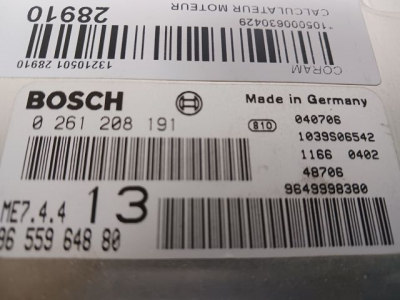 CORAM
13210501 28910
*105000630429
CALCULATEUR MOTEUR
28910
BOSCH
Made in Germany
0 261 208 191
810
040706
1039S06542
1166 0402
48706
9649998380
ME7.4.4 13
96 559 648 80